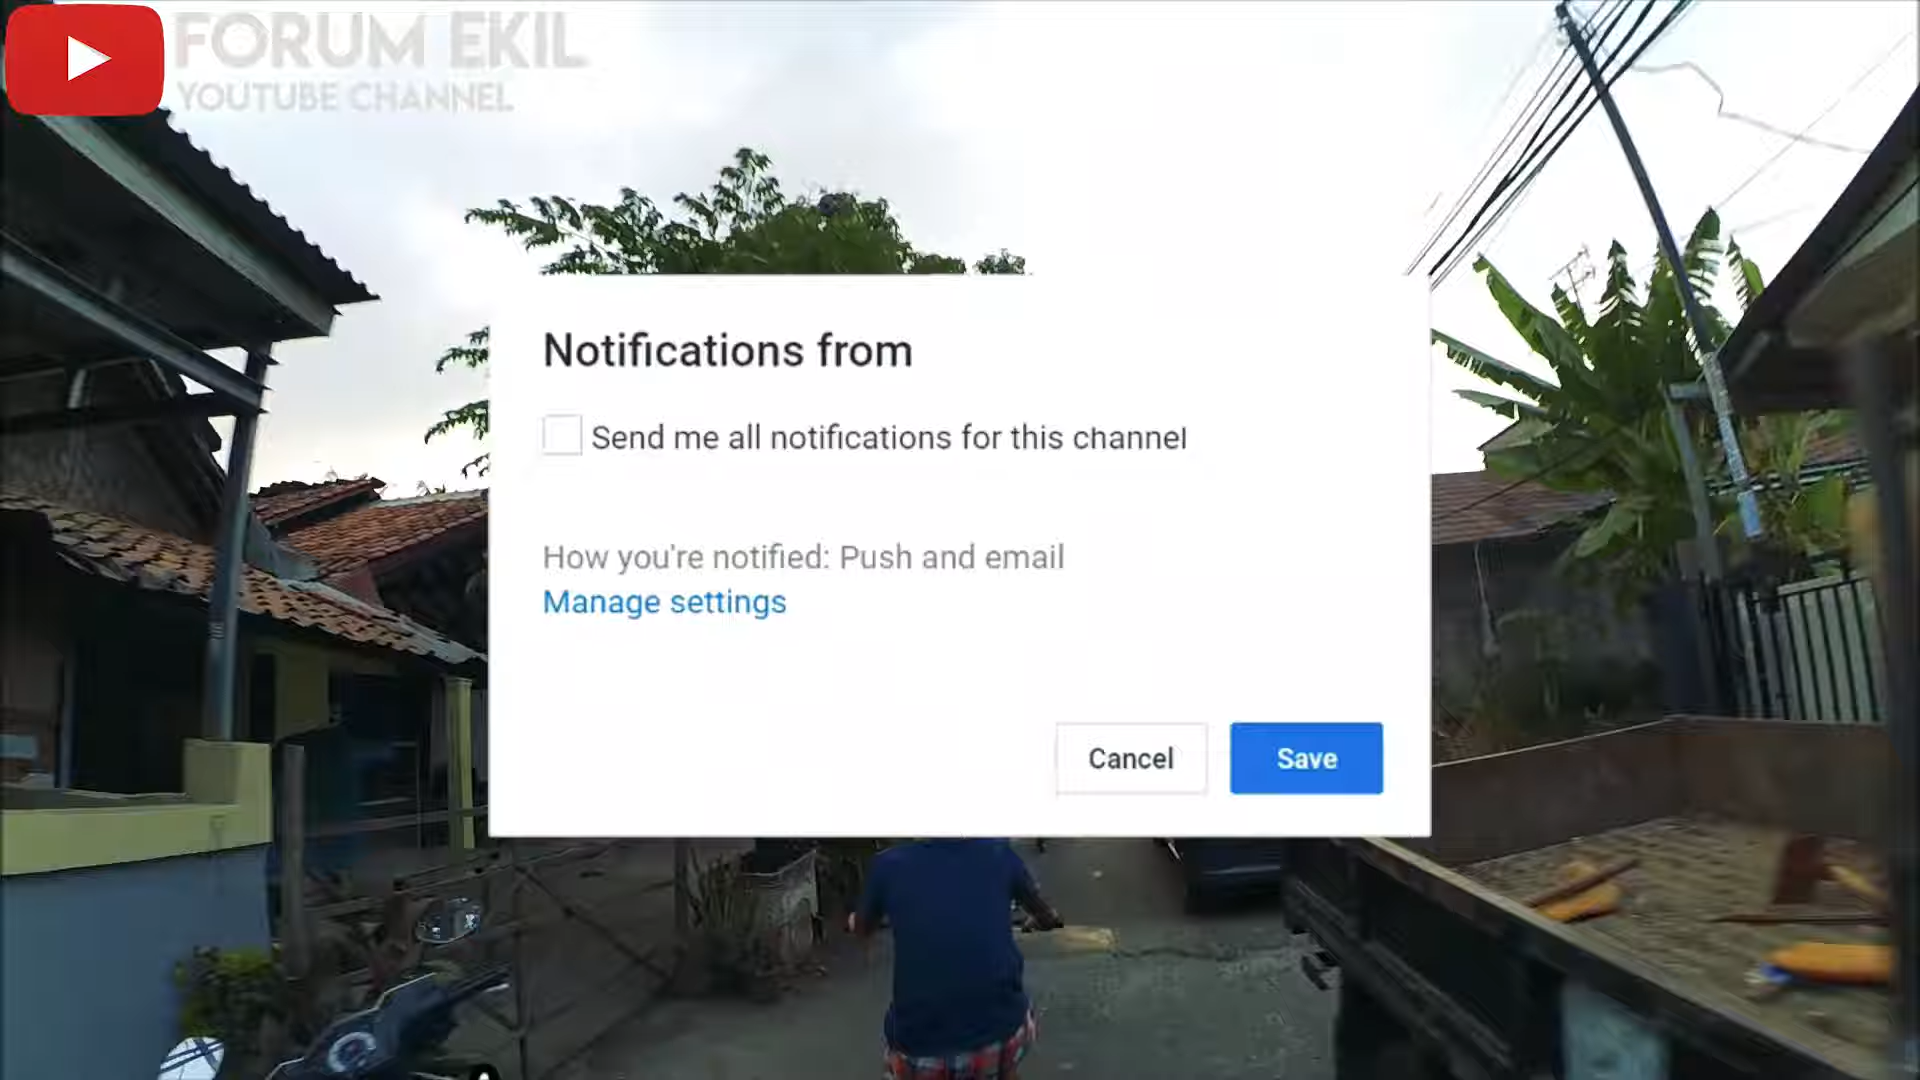 FORUM EKIL
YOUTUBE CHANNEL
Notifications from
Send me all notifications for this channel
How you're notified: Push and email
Manage settings
Cancel
Save